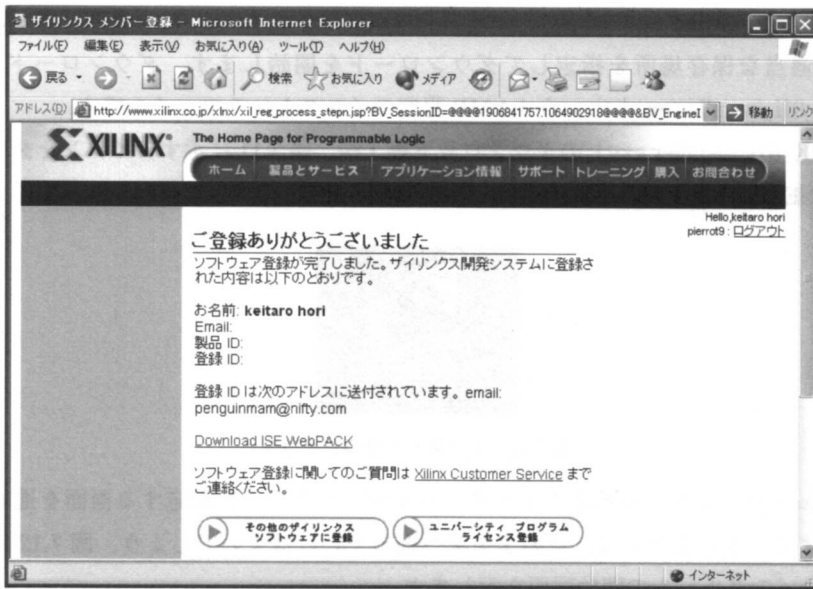 ザイリンクス メンバー登録 - Microsoft Internet Explorer
ファイル(F) 編集(E) 表示(V) お気に入り(A) ツール(T) ヘルプ(H)
戻る 検索 お気に入り メディア
アドレス(D) http://www.xilinx.co.jp/xlnx/xil_reg_process_stepn.jsp?BV_SessionID=@@@@1906841757.1064902918@@@@&BV_EngineI 移動 リンク
XILINX® The Home Page for Programmable Logic
ホーム 製品とサービス アプリケーション情報 サポート トレーニング 購入 お問合わせ
Hello,keitaro hori
pierrot9 : ログアウト
ご登録ありがとうございました
ソフトウェア登録が完了しました。ザイリンクス開発システムに登録さ
れた内容は以下のとおりです。
お名前: keitaro hori
Email:
製品 ID:
登録 ID:
登録 ID は次のアドレスに送付されています。email:
penguinmam@nifty.com
Download ISE WebPACK
ソフトウェア登録に関してのご質問は Xilinx Customer Service まで
ご連絡ください。
その他のザイリンクス
ソフトウェアに登録
ユニバーシティ プログラム
ライセンス登録
インターネット